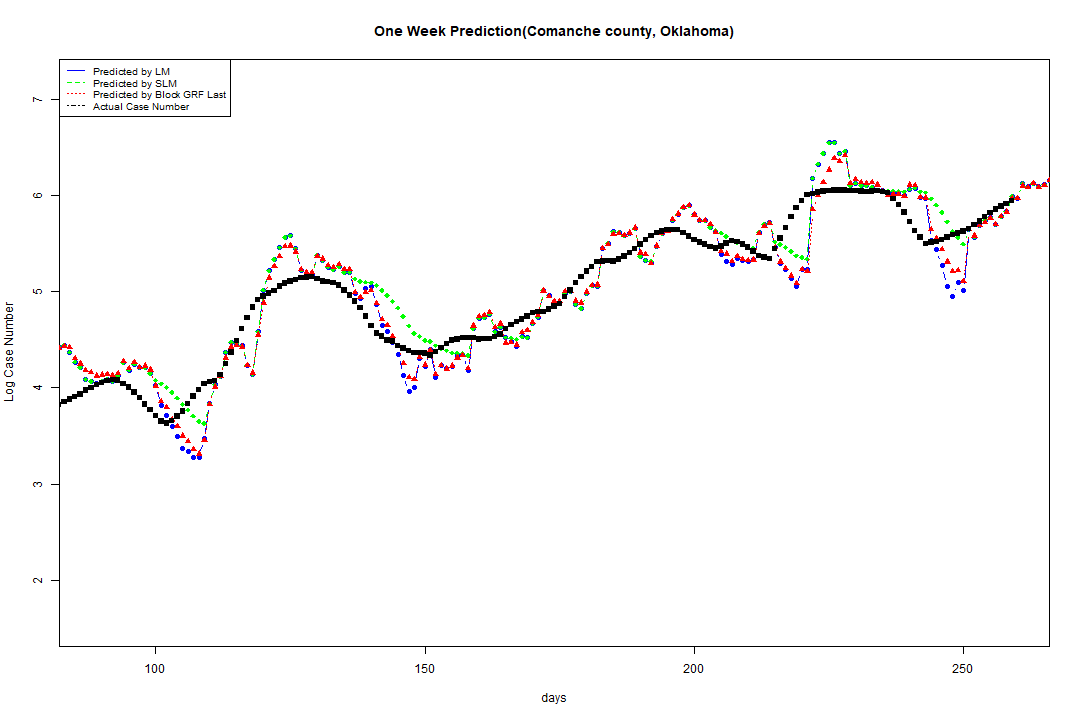 One Week Prediction(Comanche county, Oklahoma)
Predicted by LM
Predicted by SLM
Predicted by Block GRF Last
Actual Case Number
7
6
5
4
3
2
Log Case Number
100 150 200 250
days